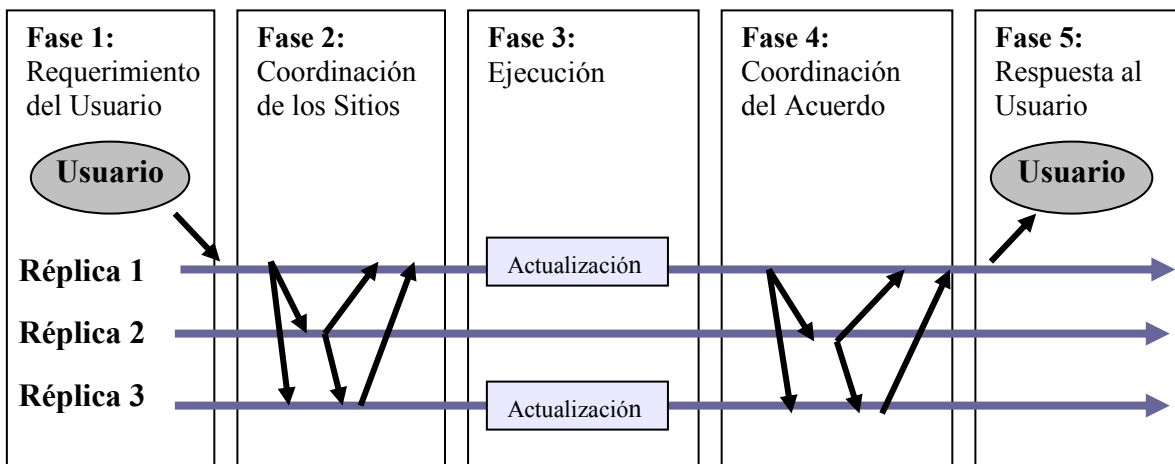 Fase 1:
Requerimiento
del Usuario
Fase 2:
Coordinación
de los Sitios
Fase 3:
Ejecución
Fase 4:
Coordinación
del Acuerdo
Fase 5:
Respuesta al
Usuario
Usuario
Usuario
Réplica 1
Actualización
Réplica 2
Réplica 3
Actualización